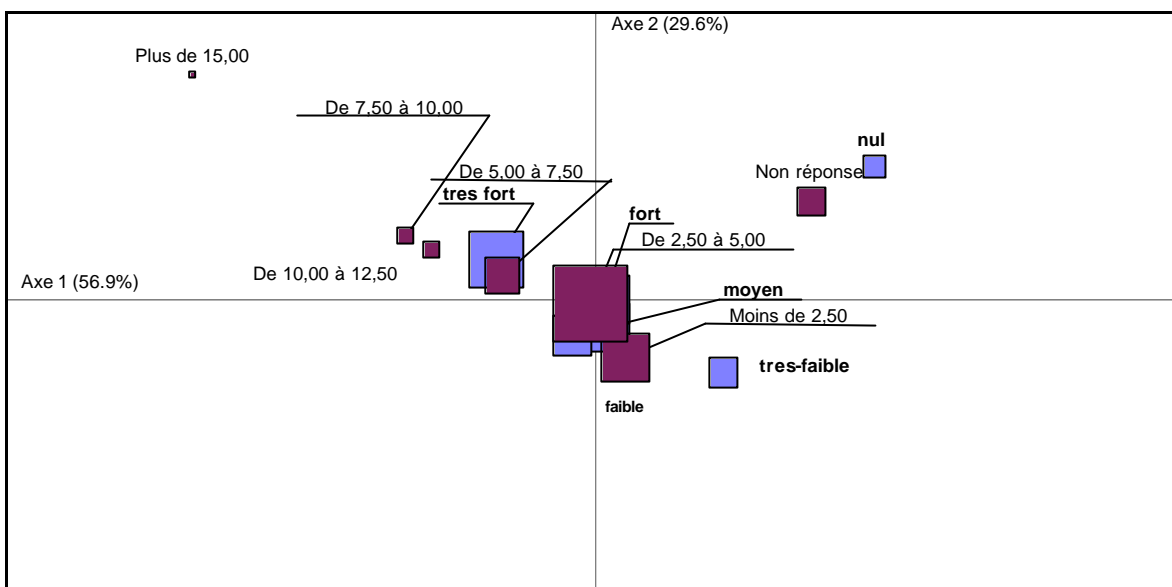 Axe 2 (29.6%)
Plus de 15,00
De 7,50 à 10,00
nul
De 5,00 à 7,50
Non réponse
tres fort
fort
De 2,50 à 5,00
De 10,00 à 12,50
Axe 1 (56.9%)
moyen
Moins de 2,50
tres-faible
faible